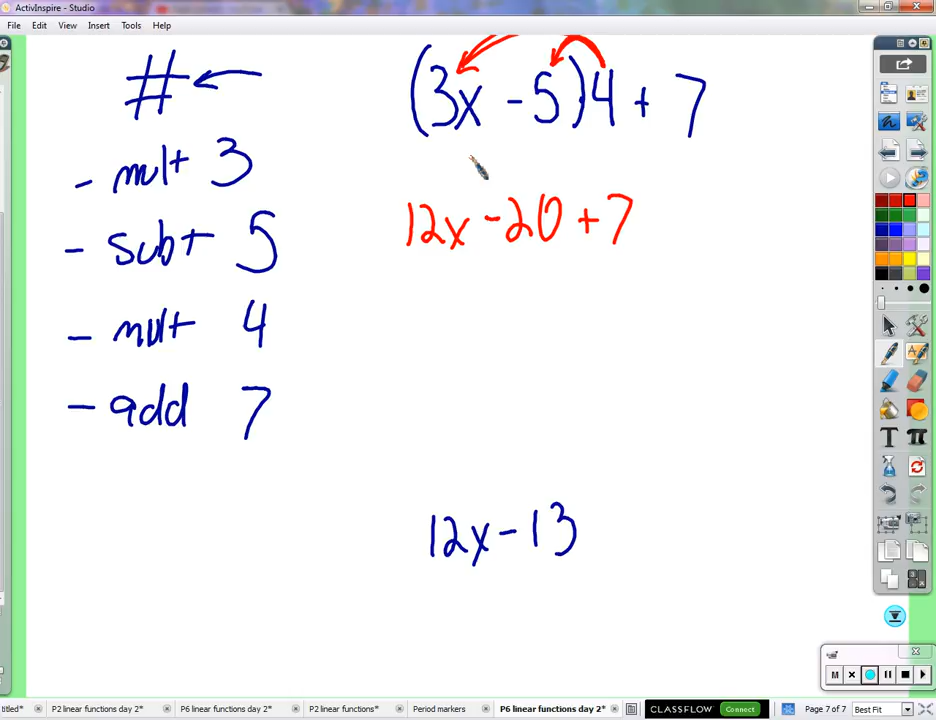 ActivInspire - Studio
File Edit View Insert Tools Help
# ←
- mult 3
- subt 5
- mult 4
- add 7
(3x - 5)4 + 7
12x - 20 + 7
12x - 13
titled*
P2 linear functions day 2*
P6 linear functions day 2*
P2 linear functions*
Period markers
P6 linear functions day 2*
CLASSFLOW Connect
Page 7 of 7
Best Fit
M